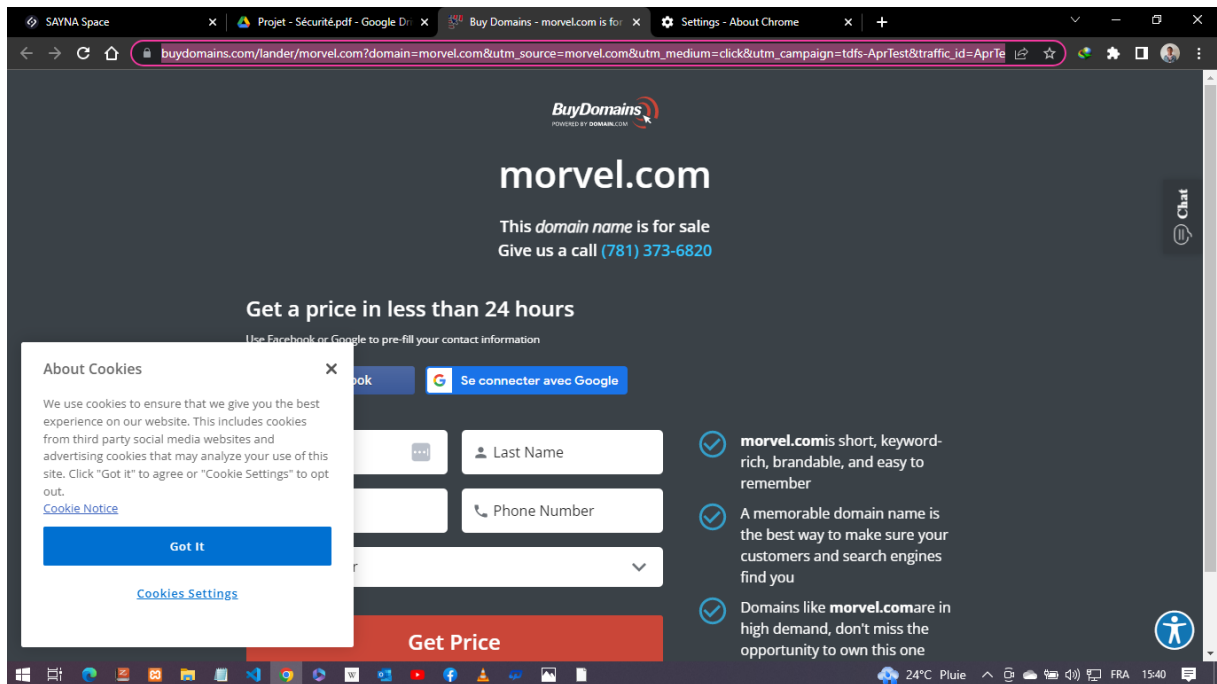 SAYNA Space
Projet - Sécurité.pdf - Google Dri
Buy Domains - morvel.com is for
Settings - About Chrome
buydomains.com/lander/morvel.com?domain=morvel.com&utm_source=morvel.com&utm_medium=click&utm_campaign=tdfs-AprTest&traffic_id=AprTe
BuyDomains
POWERED BY DOMAIN.COM
morvel.com
This domain name is for sale
Give us a call (781) 373-6820
Chat
Get a price in less than 24 hours
Use Facebook or Google to pre-fill your contact information
ook
Se connecter avec Google
About Cookies
We use cookies to ensure that we give you the best
experience on our website. This includes cookies
from third party social media websites and
advertising cookies that may analyze your use of this
site. Click "Got it" to agree or "Cookie Settings" to opt
out.
Cookie Notice
Got It
Cookies Settings
Last Name
Phone Number
r
Get Price
morvel.comis short, keyword-
rich, brandable, and easy to
remember
A memorable domain name is
the best way to make sure your
customers and search engines
find you
Domains like morvel.comare in
high demand, don't miss the
opportunity to own this one
24°C Pluie
FRA
15:40